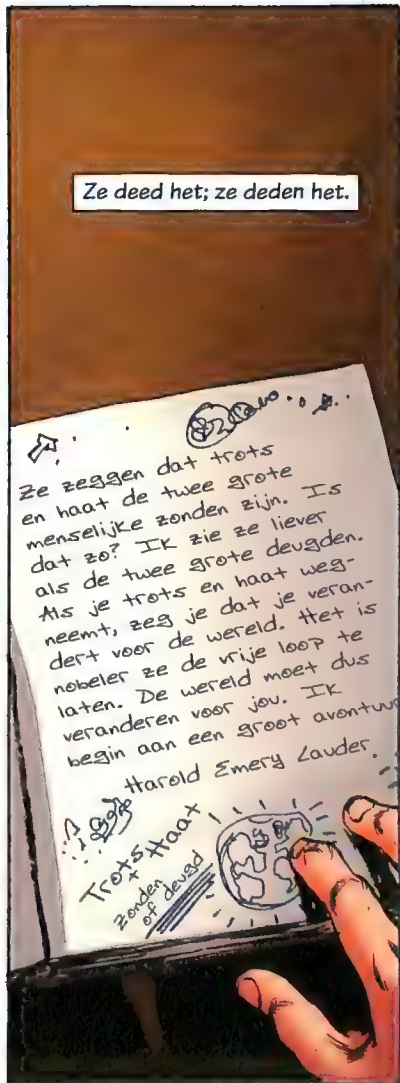 Ze deed het; ze deden het.
Ze zeggen dat trots
en haat de twee grote
menselijke zonden zijn. Is
dat zo? Ik zie ze liever
als de twee grote deugden.
Als je trots en haat weg-
neemt, zeg je dat je veran-
dert voor de wereld. Het is
nobeler ze de vrije loop te
laten. De wereld moet dus
veranderen voor jou. Ik
begin aan een groot avontuur
Harold Emery Lauder.
Trots + Haat
zonden
of deugd